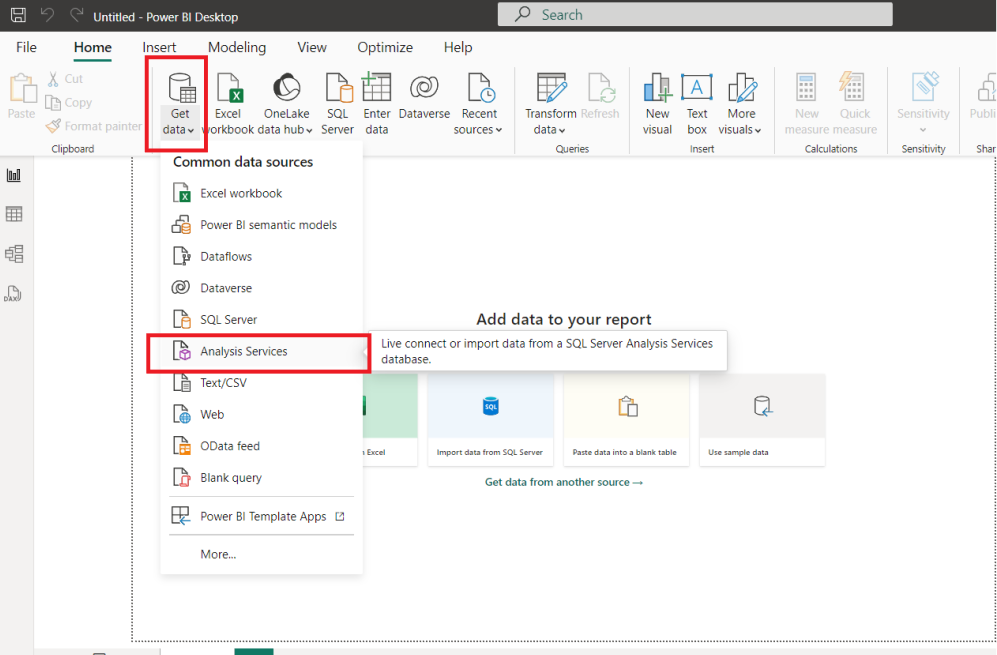 Untitled - Power BI Desktop
Search
File Home Insert Modeling View Optimize Help
Paste
Cut
Copy
Format painter
Clipboard
Get data
Excel workbook
OneLake data hub
SQL Server
Enter data
Dataverse
Recent sources
Transform data
Refresh
Queries
New visual
Text box
More visuals
Insert
New measure
Quick measure
Calculations
Sensitivity
Sensitivity
Common data sources
Excel workbook
Power BI semantic models
Dataflows
Dataverse
SQL Server
Analysis Services
Text/CSV
Web
OData feed
Blank query
Power BI Template Apps
More...
DAX
Add data to your report
Live connect or import data from a SQL Server Analysis Services
database.
SQL
Excel
Import data from SQL Server
Paste data into a blank table
Use sample data
Get data from another source →